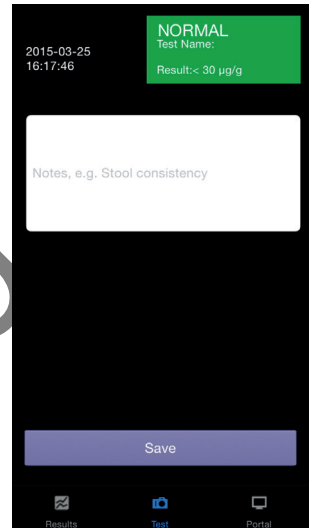 2015-03-25
16:17:46
NORMAL
Test Name:
Result:< 30 µg/g
Notes, e.g. Stool consistency
Save
Results
Test
Portal